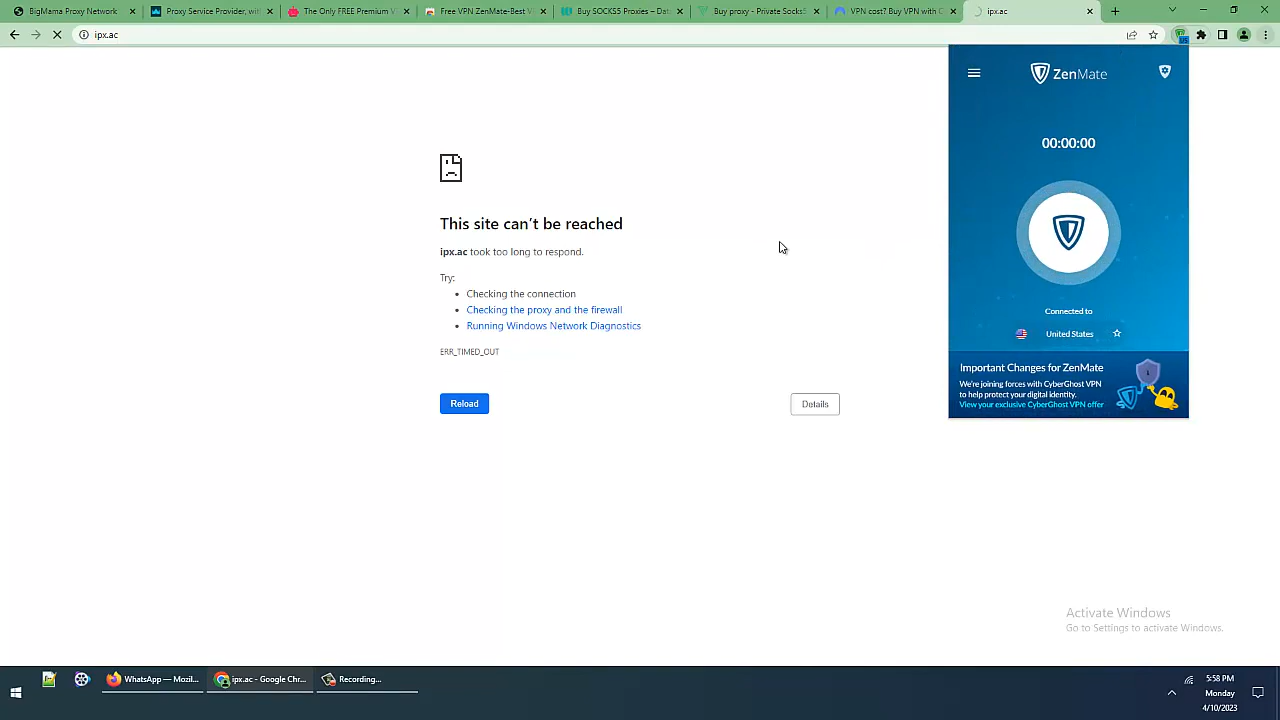 BigMama Proxy Network
Proxy Service Provider, wit
The Only FREE Premium V
Free VPN ZenMate-Best V
Buy SOCKS5 Proxies – Dat
Buy proxy - Private Socks5
VPN cost? Buy VPN with C
ipx.ac
ipx.ac
ZenMate
00:00:00
Connected to
United States
Important Changes for ZenMate
We're joining forces with CyberGhost VPN
to help protect your digital identity.
View your exclusive CyberGhost VPN offer
This site can't be reached
ipx.ac took too long to respond.
Try:
• Checking the connection
• Checking the proxy and the firewall
• Running Windows Network Diagnostics
ERR_TIMED_OUT
Reload
Details
Activate Windows
Go to Settings to activate Windows.
WhatsApp — Mozil...
ipx.ac - Google Chr...
Recording...
5:58 PM
Monday
4/10/2023